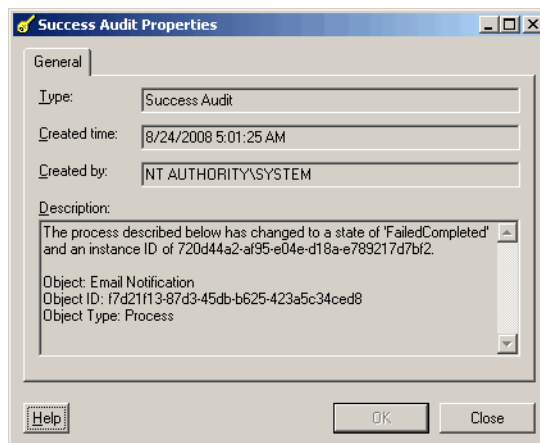 Success Audit Properties
General
Type: Success Audit
Created time: 8/24/2008 5:01:25 AM
Created by: NT AUTHORITY\SYSTEM
Description:
The process described below has changed to a state of 'FailedCompleted'
and an instance ID of 720d44a2-af95-e04e-d18a-e789217d7bf2.
Object: Email Notification
Object ID: f7d21f13-87d3-45db-b625-423a5c34ced8
Object Type: Process
Help OK Close